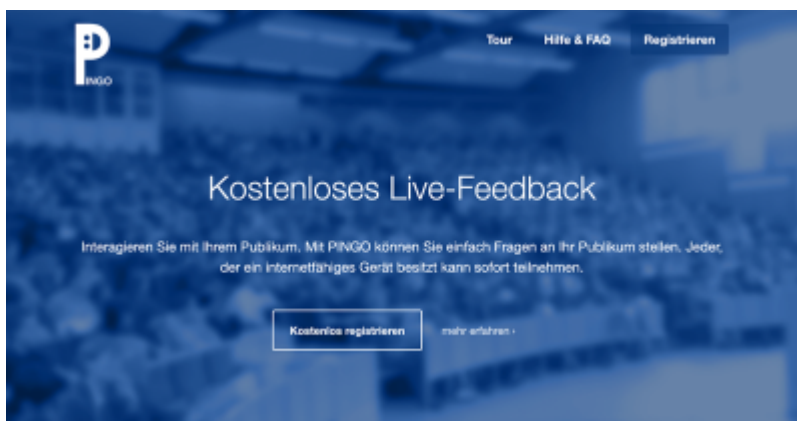 PINGO
Tour
Hilfe & FAQ
Registrieren
Kostenloses Live-Feedback
Interagieren Sie mit Ihrem Publikum. Mit PINGO können Sie einfach Fragen an Ihr Publikum stellen. Jeder,
der ein internetfähiges Gerät besitzt kann sofort teilnehmen.
Kostenlos registrieren
mehr erfahren ›